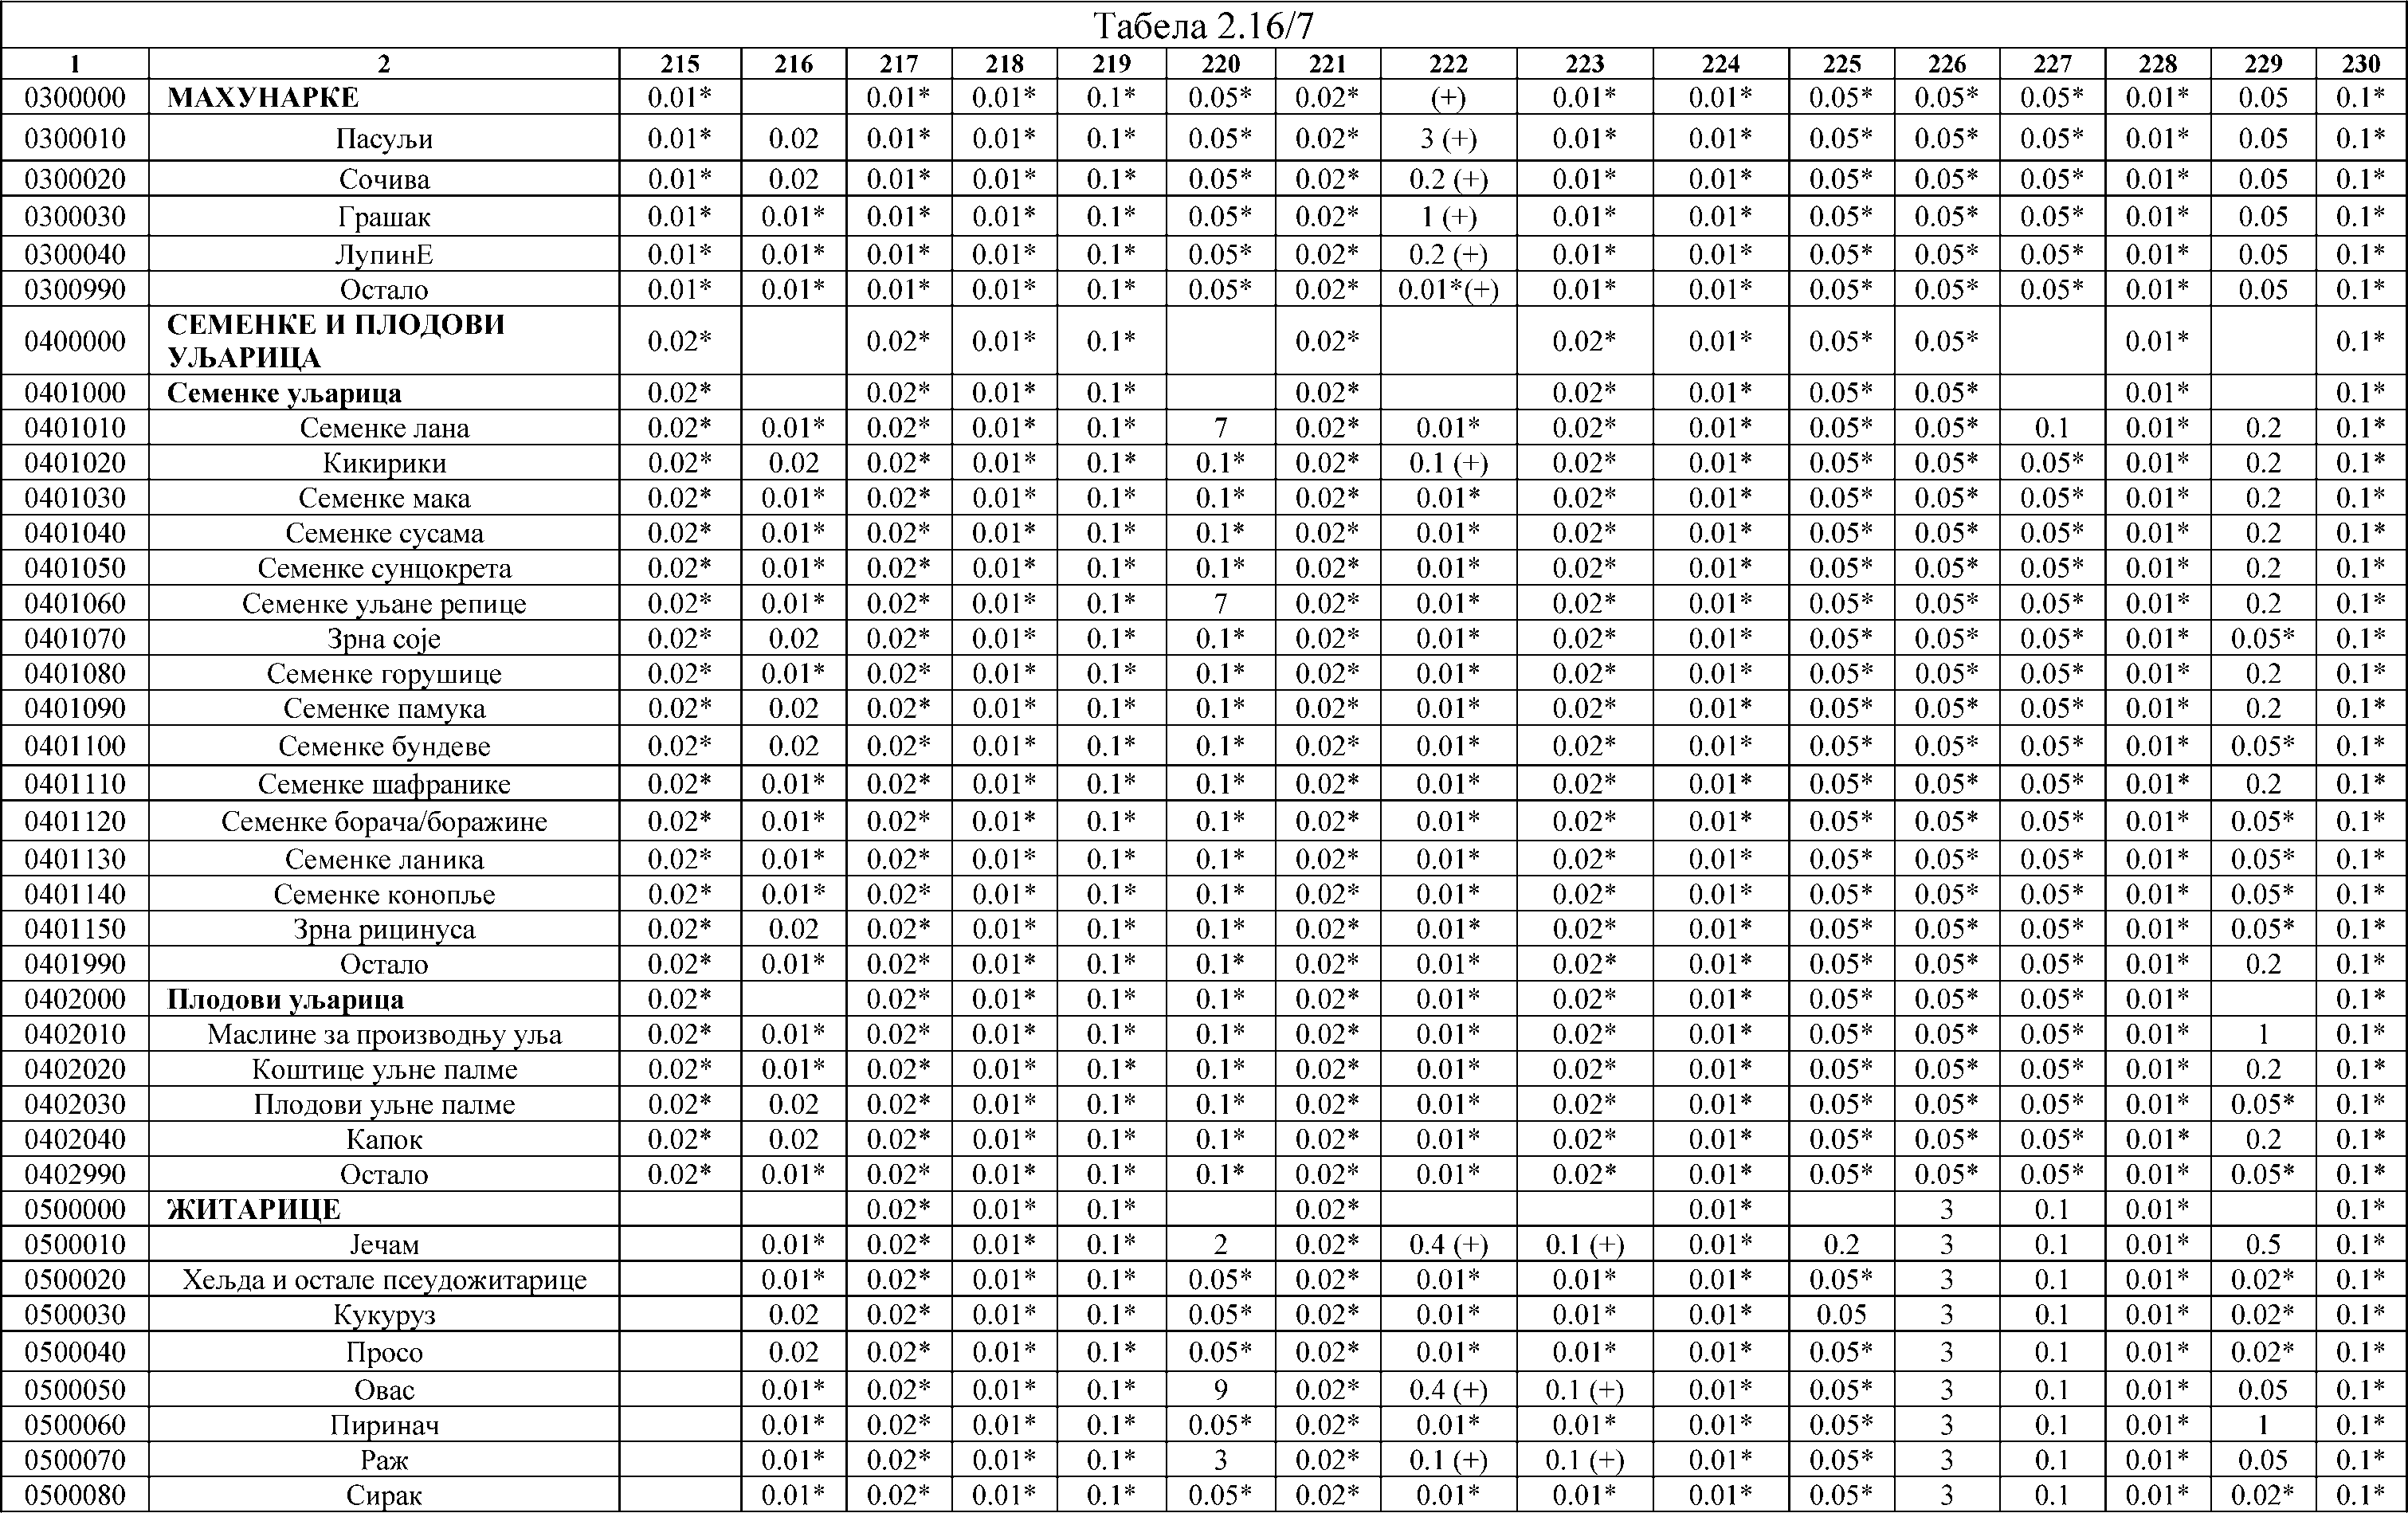 Табела 2.16/7
1 2 215 216 217 218 219 220 221 222 223 224 225 226 227 228 229 230
0300000 МАХУНАРКЕ 0.01* 0.01* 0.01* 0.1* 0.05* 0.02* (+) 0.01* 0.01* 0.05* 0.05* 0.05* 0.01* 0.05 0.1*
0300010 Пасуљи 0.01* 0.02 0.01* 0.01* 0.1* 0.05* 0.02* 3 (+) 0.01* 0.01* 0.05* 0.05* 0.05* 0.01* 0.05 0.1*
0300020 Сочива 0.01* 0.02 0.01* 0.01* 0.1* 0.05* 0.02* 0.2 (+) 0.01* 0.01* 0.05* 0.05* 0.05* 0.01* 0.05 0.1*
0300030 Грашак 0.01* 0.01* 0.01* 0.01* 0.1* 0.05* 0.02* 1 (+) 0.01* 0.01* 0.05* 0.05* 0.05* 0.01* 0.05 0.1*
0300040 ЛупинЕ 0.01* 0.01* 0.01* 0.01* 0.1* 0.05* 0.02* 0.2 (+) 0.01* 0.01* 0.05* 0.05* 0.05* 0.01* 0.05 0.1*
0300990 Остало 0.01* 0.01* 0.01* 0.01* 0.1* 0.05* 0.02* 0.01*(+) 0.01* 0.01* 0.05* 0.05* 0.05* 0.01* 0.05 0.1*
0400000 СЕМЕНКЕ И ПЛОДОВИ
УЉАРИЦА 0.02* 0.02* 0.01* 0.1* 0.02* 0.02* 0.01* 0.05* 0.05* 0.01* 0.1*
0401000 Семенке уљарица 0.02* 0.02* 0.01* 0.1* 0.02* 0.02* 0.01* 0.05* 0.05* 0.01* 0.1*
0401010 Семенке лана 0.02* 0.01* 0.02* 0.01* 0.1* 7 0.02* 0.01* 0.02* 0.01* 0.05* 0.05* 0.1 0.01* 0.2 0.1*
0401020 Кикирики 0.02* 0.02 0.02* 0.01* 0.1* 0.1* 0.02* 0.1 (+) 0.02* 0.01* 0.05* 0.05* 0.05* 0.01* 0.2 0.1*
0401030 Семенке мака 0.02* 0.01* 0.02* 0.01* 0.1* 0.1* 0.02* 0.01* 0.02* 0.01* 0.05* 0.05* 0.05* 0.01* 0.2 0.1*
0401040 Семенке сусама 0.02* 0.01* 0.02* 0.01* 0.1* 0.1* 0.02* 0.01* 0.02* 0.01* 0.05* 0.05* 0.05* 0.01* 0.2 0.1*
0401050 Семенке сунцокрета 0.02* 0.01* 0.02* 0.01* 0.1* 0.1* 0.02* 0.01* 0.02* 0.01* 0.05* 0.05* 0.05* 0.01* 0.2 0.1*
0401060 Семенке уљане репице 0.02* 0.01* 0.02* 0.01* 0.1* 7 0.02* 0.01* 0.02* 0.01* 0.05* 0.05* 0.05* 0.01* 0.2 0.1*
0401070 Зрна соје 0.02* 0.02 0.02* 0.01* 0.1* 0.1* 0.02* 0.01* 0.02* 0.01* 0.05* 0.05* 0.05* 0.01* 0.05* 0.1*
0401080 Семенке горушице 0.02* 0.01* 0.02* 0.01* 0.1* 0.1* 0.02* 0.01* 0.02* 0.01* 0.05* 0.05* 0.05* 0.01* 0.2 0.1*
0401090 Семенке памука 0.02* 0.02 0.02* 0.01* 0.1* 0.1* 0.02* 0.01* 0.02* 0.01* 0.05* 0.05* 0.05* 0.01* 0.2 0.1*
0401100 Семенке бундеве 0.02* 0.02 0.02* 0.01* 0.1* 0.1* 0.02* 0.01* 0.02* 0.01* 0.05* 0.05* 0.05* 0.01* 0.05* 0.1*
0401110 Семенке шафранике 0.02* 0.01* 0.02* 0.01* 0.1* 0.1* 0.02* 0.01* 0.02* 0.01* 0.05* 0.05* 0.05* 0.01* 0.2 0.1*
0401120 Семенке борача/боражине 0.02* 0.01* 0.02* 0.01* 0.1* 0.1* 0.02* 0.01* 0.02* 0.01* 0.05* 0.05* 0.05* 0.01* 0.05* 0.1*
0401130 Семенке ланика 0.02* 0.01* 0.02* 0.01* 0.1* 0.1* 0.02* 0.01* 0.02* 0.01* 0.05* 0.05* 0.05* 0.01* 0.05* 0.1*
0401140 Семенке конопље 0.02* 0.01* 0.02* 0.01* 0.1* 0.1* 0.02* 0.01* 0.02* 0.01* 0.05* 0.05* 0.05* 0.01* 0.05* 0.1*
0401150 Зрна рицинуса 0.02* 0.02 0.02* 0.01* 0.1* 0.1* 0.02* 0.01* 0.02* 0.01* 0.05* 0.05* 0.05* 0.01* 0.05* 0.1*
0401990 Остало 0.02* 0.01* 0.02* 0.01* 0.1* 0.1* 0.02* 0.01* 0.02* 0.01* 0.05* 0.05* 0.05* 0.01* 0.2 0.1*
0402000 Плодови уљарица 0.02* 0.02* 0.01* 0.1* 0.1* 0.02* 0.01* 0.02* 0.01* 0.05* 0.05* 0.05* 0.01* 0.1*
0402010 Маслине за производњу уља 0.02* 0.01* 0.02* 0.01* 0.1* 0.1* 0.02* 0.01* 0.02* 0.01* 0.05* 0.05* 0.05* 0.01* 1 0.1*
0402020 Коштице уљне палме 0.02* 0.01* 0.02* 0.01* 0.1* 0.1* 0.02* 0.01* 0.02* 0.01* 0.05* 0.05* 0.05* 0.01* 0.2 0.1*
0402030 Плодови уљне палме 0.02* 0.02 0.02* 0.01* 0.1* 0.1* 0.02* 0.01* 0.02* 0.01* 0.05* 0.05* 0.05* 0.01* 0.05* 0.1*
0402040 Капок 0.02* 0.02 0.02* 0.01* 0.1* 0.1* 0.02* 0.01* 0.02* 0.01* 0.05* 0.05* 0.05* 0.01* 0.2 0.1*
0402990 Остало 0.02* 0.01* 0.02* 0.01* 0.1* 0.1* 0.02* 0.01* 0.02* 0.01* 0.05* 0.05* 0.05* 0.01* 0.05* 0.1*
0500000 ЖИТАРИЦЕ 0.02* 0.01* 0.1* 0.02* 0.01* 3 0.1 0.01* 0.1*
0500010 Јечам 0.01* 0.02* 0.01* 0.1* 2 0.02* 0.4 (+) 0.1 (+) 0.01* 0.2 3 0.1 0.01* 0.5 0.1*
0500020 Хељда и остале псеудожитарице 0.01* 0.02* 0.01* 0.1* 0.05* 0.02* 0.01* 0.01* 0.01* 0.05* 3 0.1 0.01* 0.02* 0.1*
0500030 Кукуруз 0.02 0.02* 0.01* 0.1* 0.05* 0.02* 0.01* 0.01* 0.01* 0.05 3 0.1 0.01* 0.02* 0.1*
0500040 Просо 0.02 0.02* 0.01* 0.1* 0.05* 0.02* 0.01* 0.01* 0.01* 0.05* 3 0.1 0.01* 0.02* 0.1*
0500050 Овас 0.01* 0.02* 0.01* 0.1* 9 0.02* 0.4 (+) 0.1 (+) 0.01* 0.05* 3 0.1 0.01* 0.05 0.1*
0500060 Пиринач 0.01* 0.02* 0.01* 0.1* 0.05* 0.02* 0.01* 0.01* 0.01* 0.05* 3 0.1 0.01* 1 0.1*
0500070 Раж 0.01* 0.02* 0.01* 0.1* 3 0.02* 0.1 (+) 0.1 (+) 0.01* 0.05* 3 0.1 0.01* 0.05 0.1*
0500080 Сирак 0.01* 0.02* 0.01* 0.1* 0.05* 0.02* 0.01* 0.01* 0.01* 0.05* 3 0.1 0.01* 0.02* 0.1*